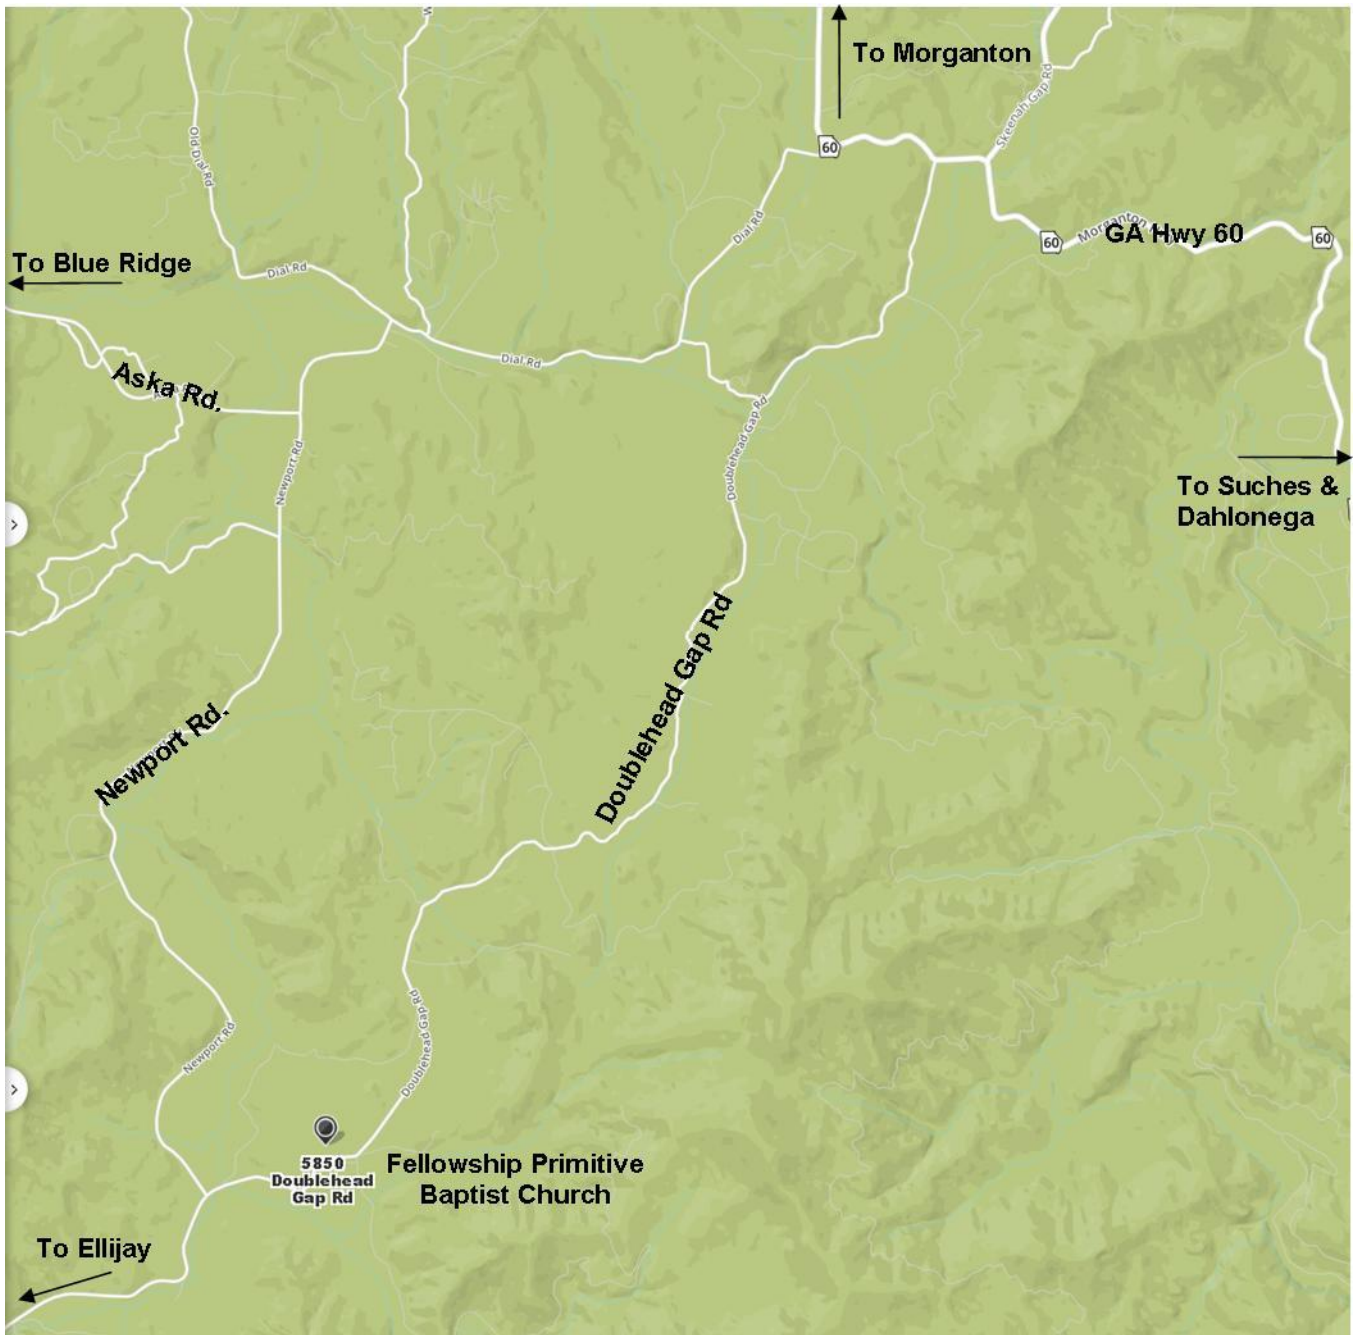 To Morganton
60
Skeenah Gap Rd
Old Dial Rd
Dial Rd
To Blue Ridge
Dial Rd
60
Morganton
GA Hwy 60
60
Dial Rd
Aska Rd.
Doublehead Gap Rd
Newport Rd
To Suches &
Dahlonega
Doublehead Gap Rd
Newport Rd.
Doublehead Gap Rd
Newport Rd
5850
Doublehead
Gap Rd
Fellowship Primitive
Baptist Church
To Ellijay